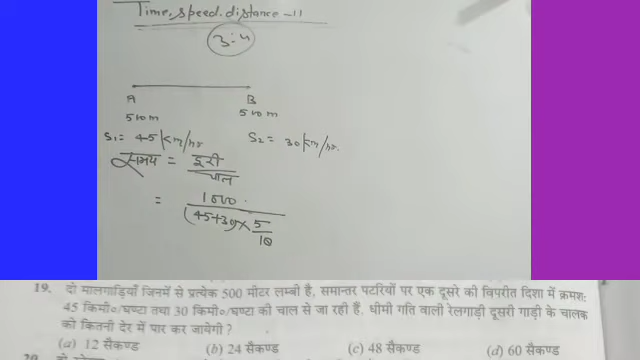 Time, speed, distance - 11
3:4
A B
500m 500m
S1 = 45 km/hr S2 = 30 km/hr.
समय = दूरी
चाल
= 1000
(45+30) × 5
18
19. दो मालगाड़ियाँ जिनमें से प्रत्येक 500 मीटर लम्बी है, समान्तर पटरियों पर एक दूसरे की विपरीत दिशा में क्रमश:
45 किमी०/घण्टा तथा 30 किमी०/घण्टा की चाल से जा रही हैं. धीमी गति वाली रेलगाड़ी दूसरी गाड़ी के चालक
को कितनी देर में पार कर जावेगी ?
(a) 12 सैकण्ड (b) 24 सैकण्ड (c) 48 सैकण्ड (d) 60 सैकण्ड
20.